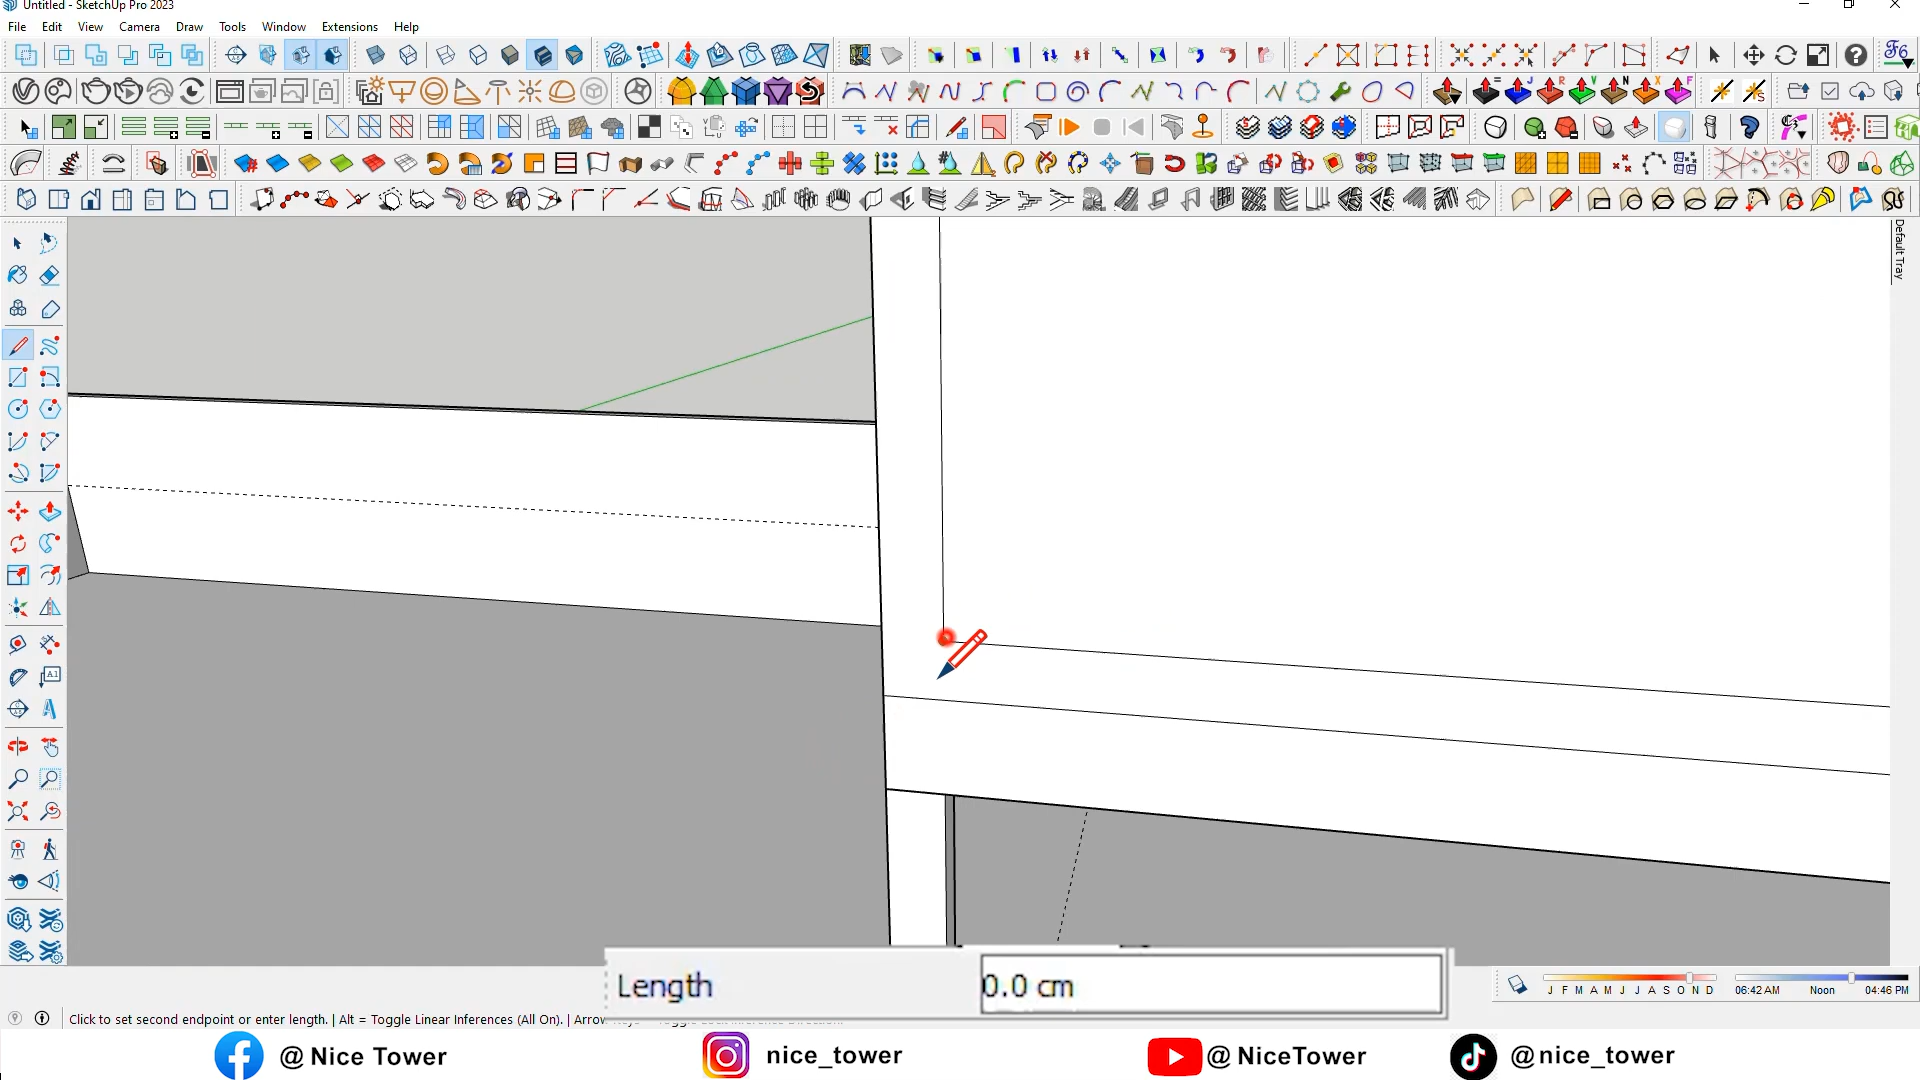 Untitled - SketchUp Pro 2023
File Edit View Camera Draw Tools Window Extensions Help
Default Tray
Length 0.0 cm
J F M A M J J A S O N D 06:42 AM Noon 04:46 PM
Click to set second endpoint or enter length. | Alt = Toggle Linear Inferences (All On). | Arrow
@ Nice Tower
nice_tower
@ NiceTower
@nice_tower